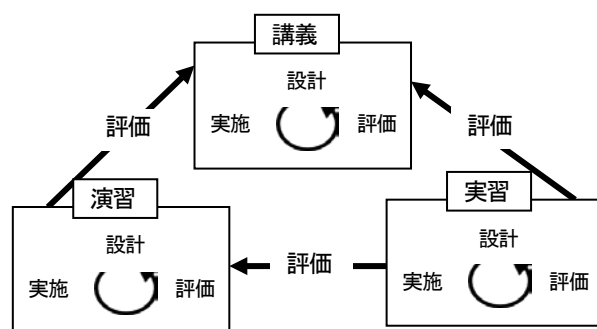 講義
設計
実施 評価
評価 評価
演習
設計
実施 評価
評価
実習
設計
実施 評価